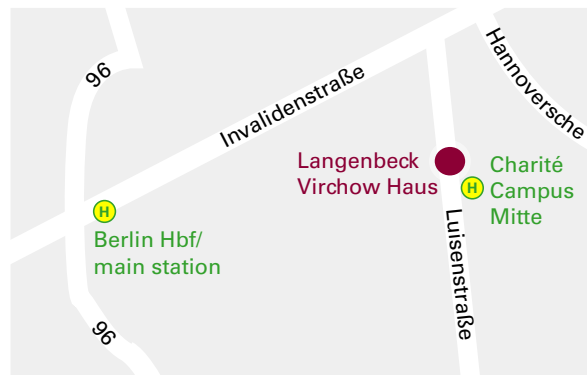 96
Invalidenstraße
Hannoversche
Langenbeck
Virchow Haus
H
Charité
Campus
Mitte
H
Berlin Hbf/
main station
Luisenstraße
96